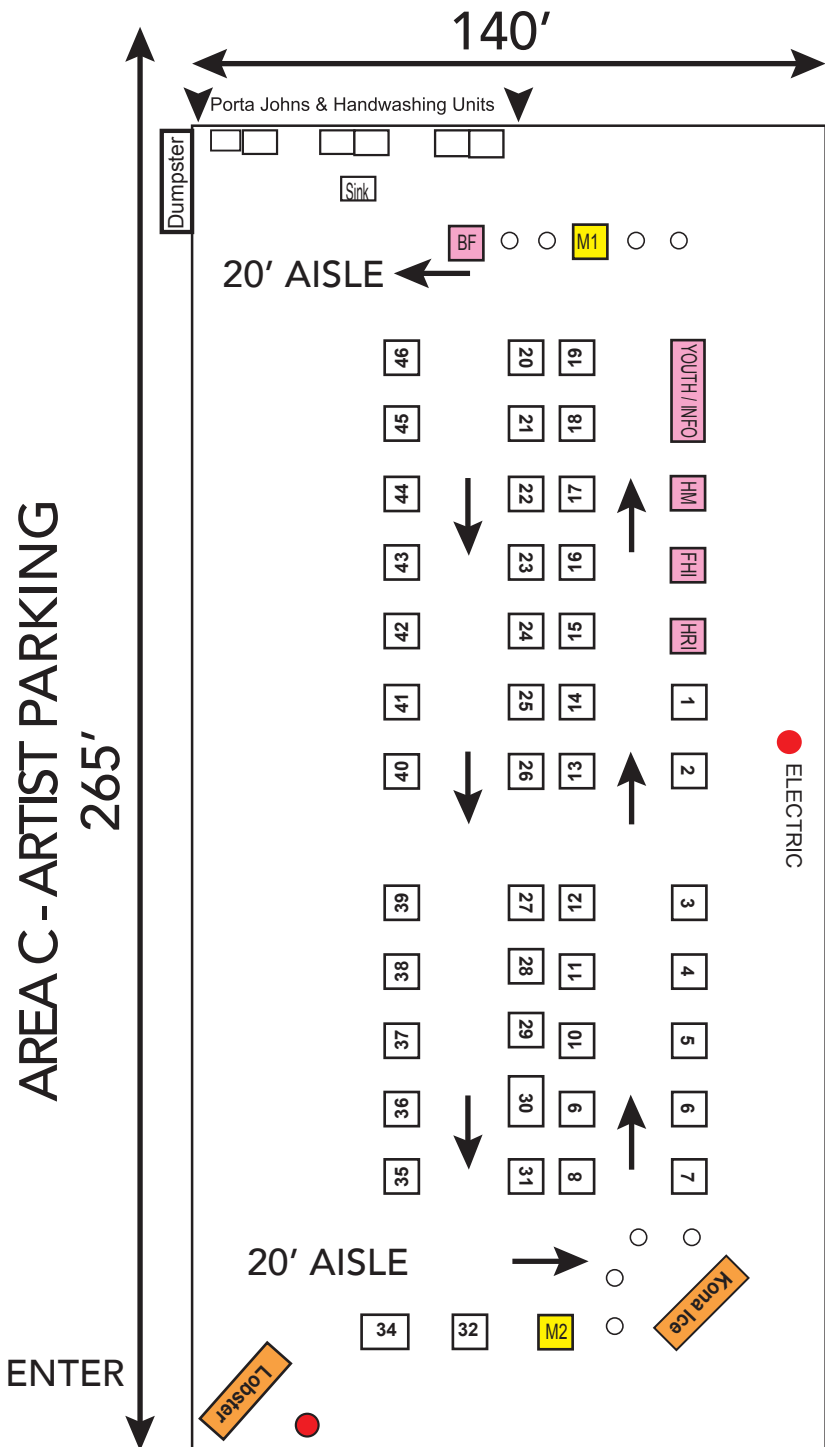 140'
Porta Johns & Handwashing Units
Dumpster
Sink
BF
M1
20' AISLE
46
20
19
YOUTH / INFO
45
21
18
44
22
17
HM
43
23
16
FHI
42
24
15
HRI
41
25
14
1
40
26
13
2
ELECTRIC
AREA C - ARTIST PARKING
265'
39
27
12
3
38
28
11
4
37
29
10
5
36
30
9
6
35
31
8
7
20' AISLE
Kona Ice
34
32
M2
ENTER
Lobster